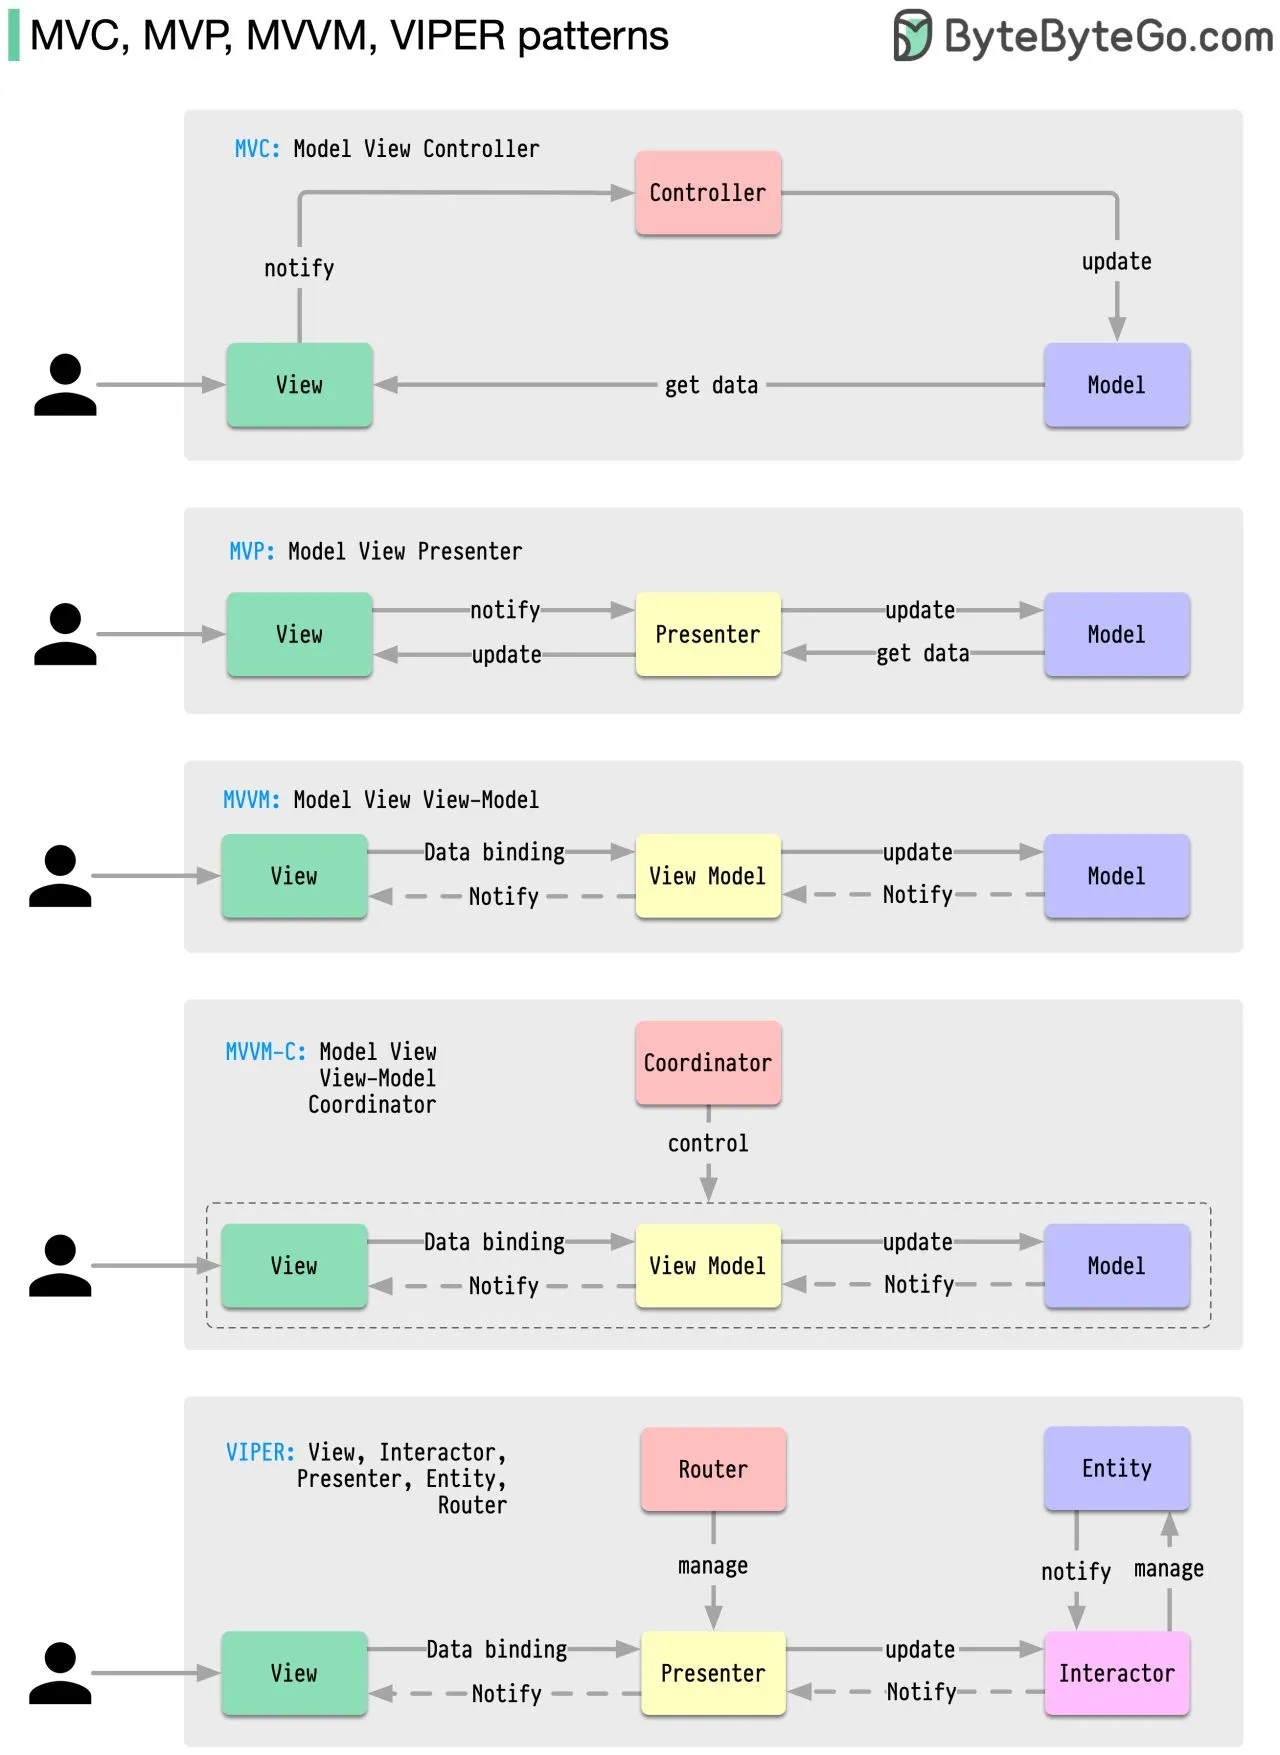 MVC, MVP, MVVM, VIPER patterns
ByteByteGo.com
MVC: Model View Controller
Controller
notify
update
View
get data
Model
MVP: Model View Presenter
notify
update
View
Presenter
Model
update
get data
MVVM: Model View View-Model
Data binding
update
View
View Model
Model
Notify
Notify
MVVM-C: Model View
View-Model
Coordinator
Coordinator
control
Data binding
update
View
View Model
Model
Notify
Notify
VIPER: View, Interactor,
Presenter, Entity,
Router
Router
Entity
manage
notify
manage
Data binding
update
View
Presenter
Interactor
Notify
Notify